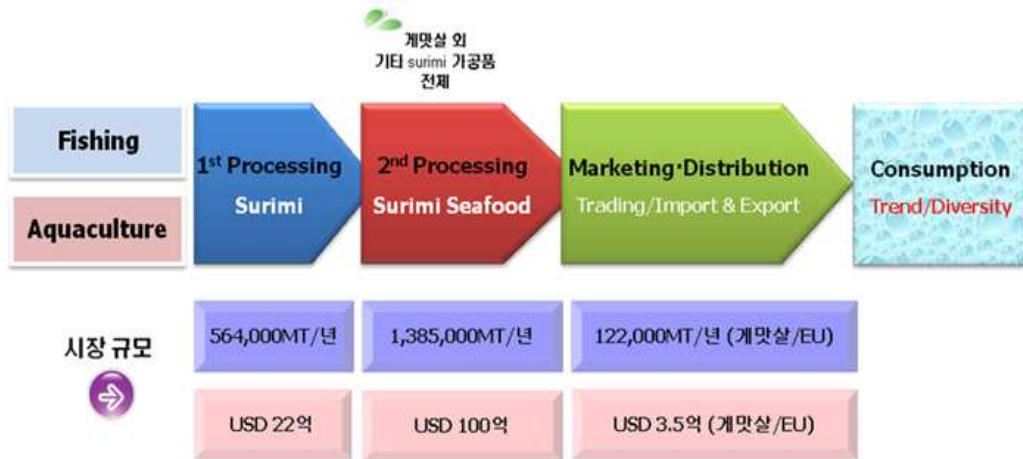 게맛살 외
기타 surimi 가공품
전체
Fishing
Aquaculture
1st Processing
Surimi
2nd Processing
Surimi Seafood
Marketing·Distribution
Trading/Import & Export
Consumption
Trend/Diversity
시장 규모
564,000MT/년
1,385,000MT/년
122,000MT/년 (게맛살/EU)
USD 22억
USD 100억
USD 3.5억 (게맛살/EU)